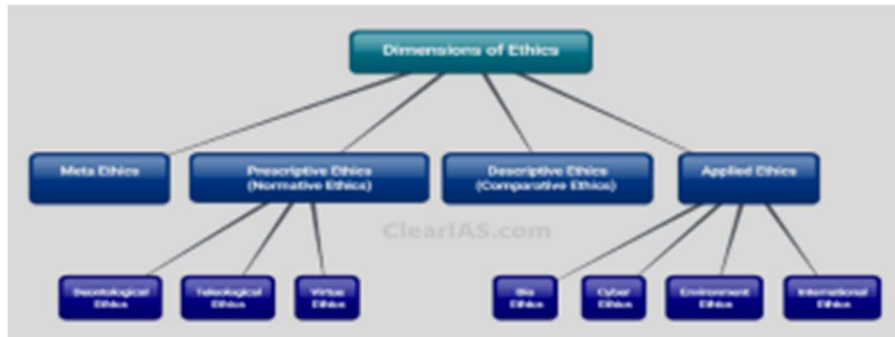 Dimensions of Ethics
Meta Ethics
Prescriptive Ethics
(Normative Ethics)
Descriptive Ethics
(Comparative Ethics)
Applied Ethics
ClearIAS.com
Deontological
Ethics
Teleological
Ethics
Virtue
Ethics
Bio
Ethics
Cyber
Ethics
Environment
Ethics
International
Ethics